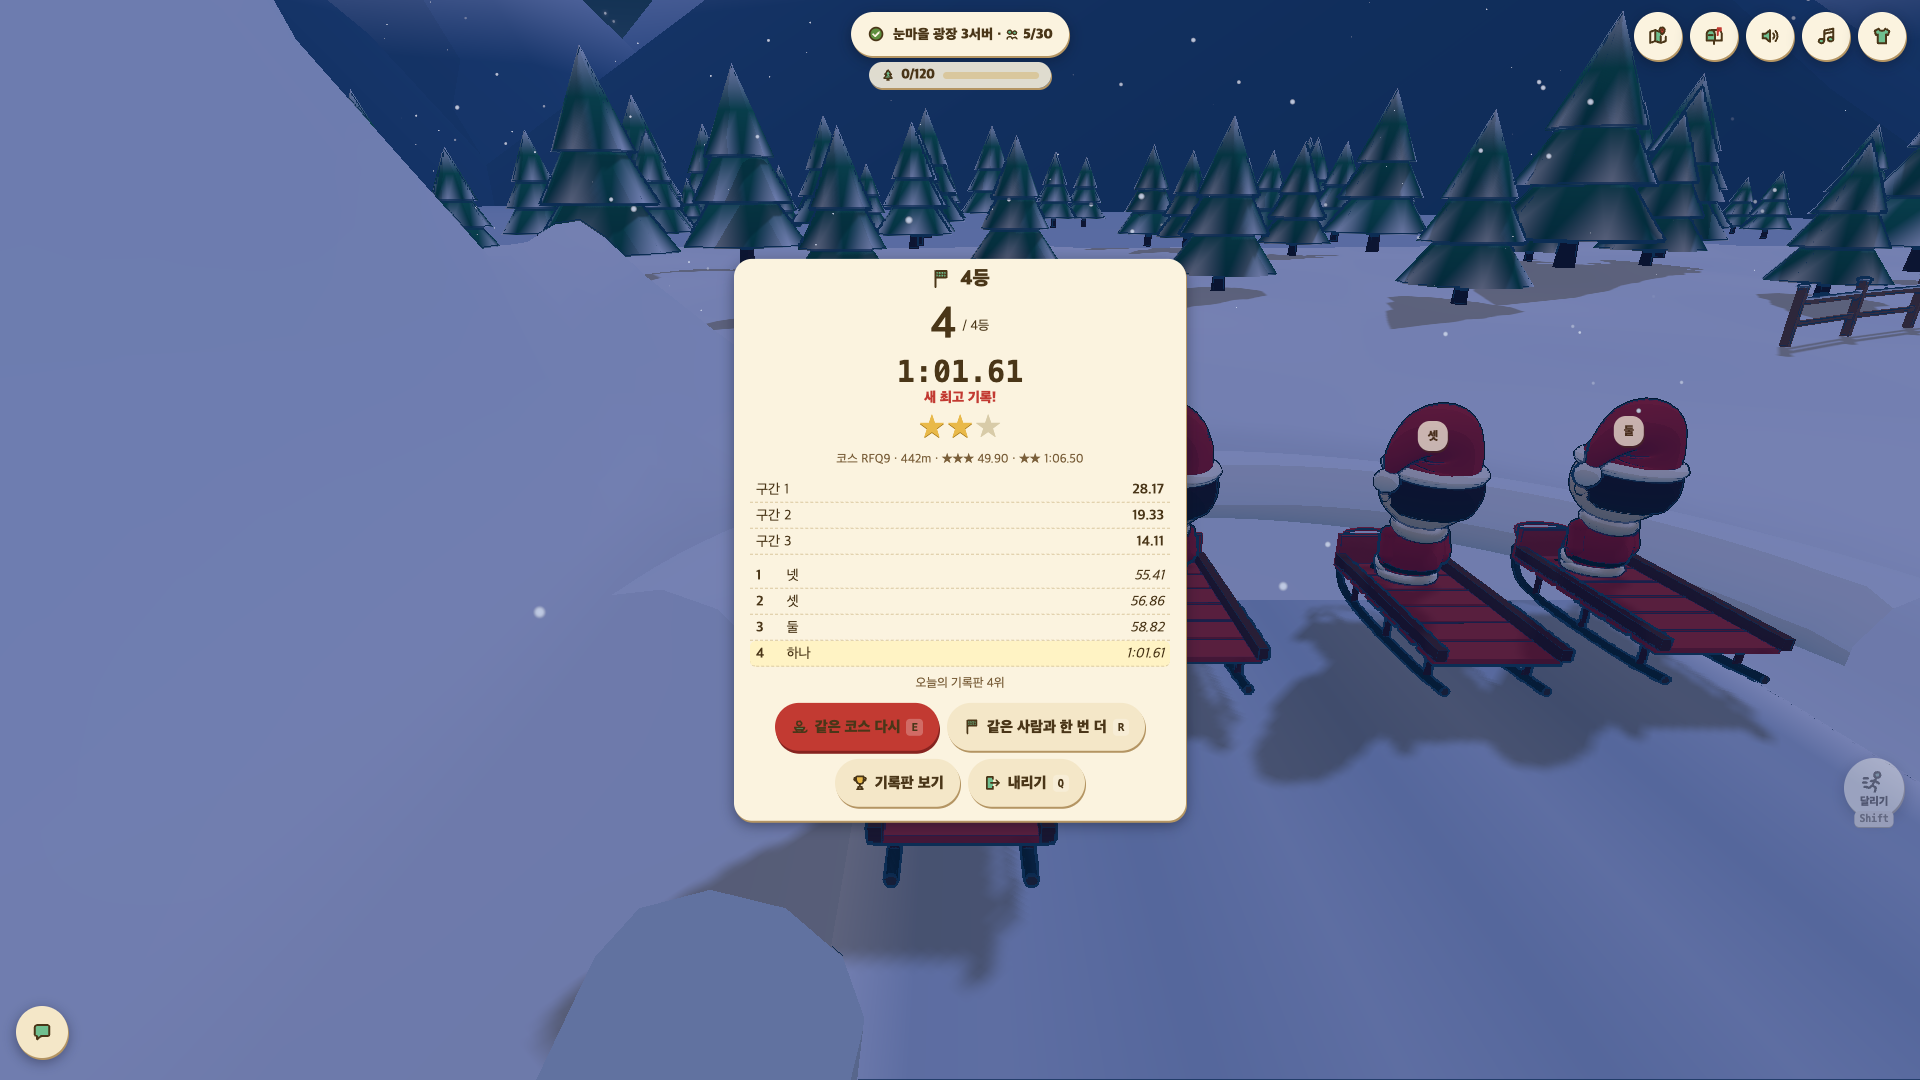 눈마을 광장 3서버 · 5/30
0/120
4등
4 / 4등
1:01.61
새 최고 기록!
코스 RFQ9 · 442m · ★★★ 49.90 · ★★ 1:06.50
구간 1 28.17
구간 2 19.33
구간 3 14.11
1 넷 55.41
2 셋 56.86
3 둘 58.82
4 하나 1:01.61
오늘의 기록판 4위
같은 코스 다시 E
같은 사람과 한 번 더 R
기록판 보기
내리기 Q
셋
둘
달리기
Shift